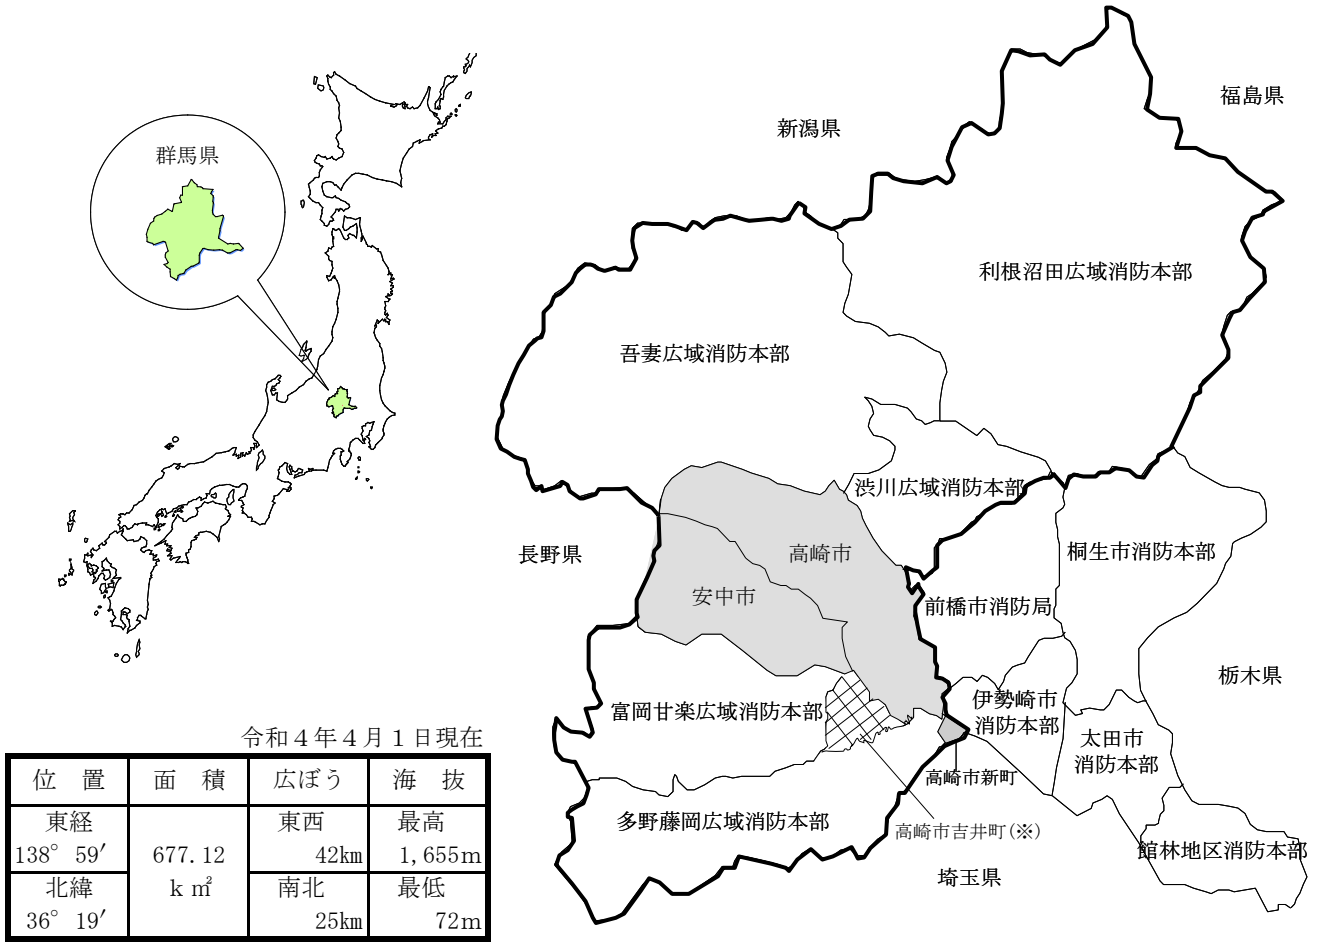 群馬県
新潟県
福島県
利根沼田広域消防本部
吾妻広域消防本部
渋川広域消防本部
長野県
高崎市
桐生市消防本部
安中市
前橋市消防局
栃木県
富岡甘楽広域消防本部
伊勢崎市
消防本部
太田市
消防本部
高崎市新町
多野藤岡広域消防本部
高崎市吉井町(※)
館林地区消防本部
埼玉県
令和４年４月１日現在
位　置　面　積　広ぼう　海　抜
東経　東西　最高
138°59′　677.12　42㎞　1,655ｍ
北緯　ｋ㎡　南北　最低
36°19′　25㎞　72ｍ